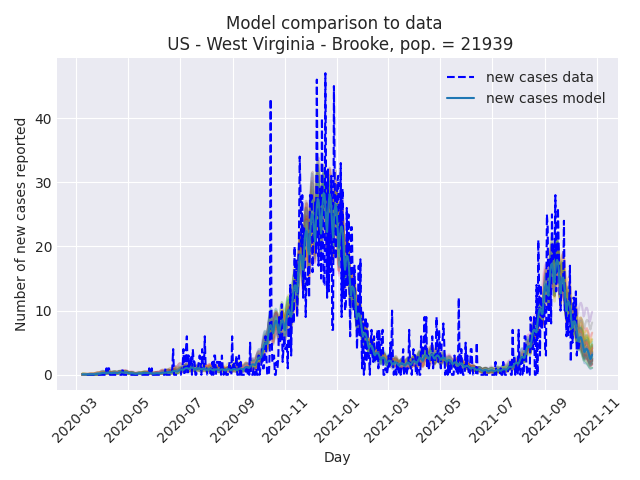 Model comparison to data
US - West Virginia - Brooke, pop. = 21939
new cases data
new cases model
Number of new cases reported
40
30
20
10
0
2020-03
2020-05
2020-07
2020-09
2020-11
2021-01
2021-03
2021-05
2021-07
2021-09
2021-11
Day